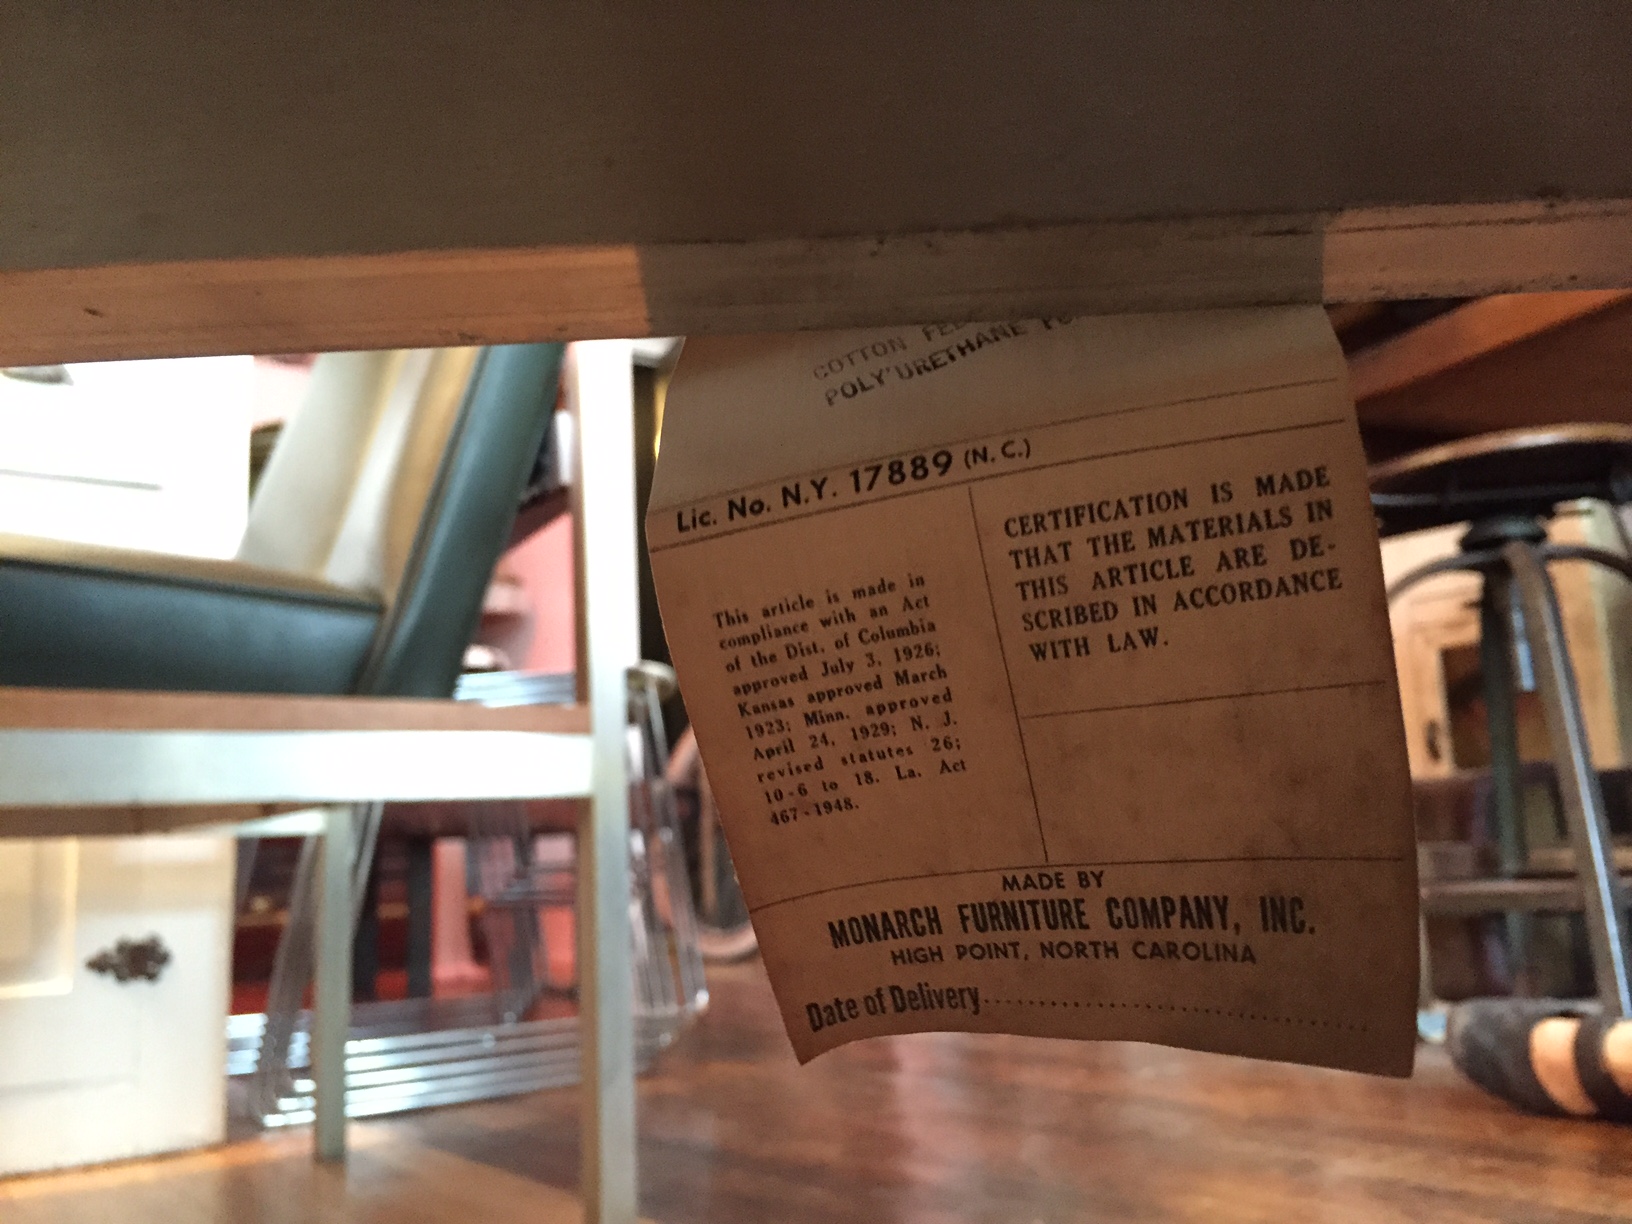 COTTON
POLYURETHANE
Lic. No. N.Y. 17889 (N. C.)
This article is made in
compliance with an Act
of the Dist. of Columbia
approved July 3, 1926;
Kansas approved March
1923; Minn. approved
April 24, 1929; N. J.
revised statutes 26;
10-6 to 18. La. Act
467-1948.
CERTIFICATION IS MADE
THAT THE MATERIALS IN
THIS ARTICLE ARE DE-
SCRIBED IN ACCORDANCE
WITH LAW.
MADE BY
MONARCH FURNITURE COMPANY, INC.
HIGH POINT, NORTH CAROLINA
Date of Delivery